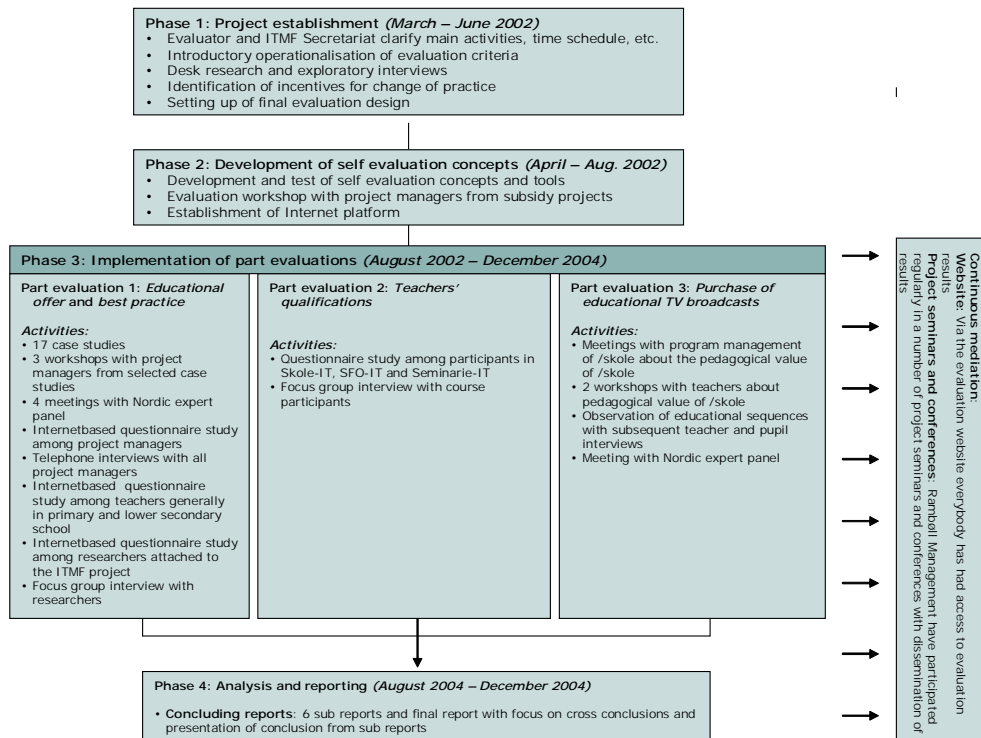 Phase 1: Project establishment (March – June 2002)
• Evaluator and ITMF Secretariat clarify main activities, time schedule, etc.
• Introductory operationalisation of evaluation criteria
• Desk research and exploratory interviews
• Identification of incentives for change of practice
• Setting up of final evaluation design
Phase 2: Development of self evaluation concepts (April – Aug. 2002)
• Development and test of self evaluation concepts and tools
• Evaluation workshop with project managers from subsidy projects
• Establishment of Internet platform
Phase 3: Implementation of part evaluations (August 2002 – December 2004)
Part evaluation 1: Educational
offer and best practice
Activities:
• 17 case studies
• 3 workshops with project
managers from selected case
studies
• 4 meetings with Nordic expert
panel
• Internetbased questionnaire study
among project managers
• Telephone interviews with all
project managers
• Internetbased questionnaire
study among teachers generally
in primary and lower secondary
school
• Internetbased questionnaire study
among researchers attached to
the ITMF project
• Focus group interview with
researchers
Part evaluation 2: Teachers'
qualifications
Activities:
• Questionnaire study among participants in
Skole-IT, SFO-IT and Seminarie-IT
• Focus group interview with course
participants
Part evaluation 3: Purchase of
educational TV broadcasts
Activities:
• Meetings with program management
of /skole about the pedagogical value
of /skole
• 2 workshops with teachers about
pedagogical value of /skole
• Observation of educational sequences
with subsequent teacher and pupil
interviews
• Meeting with Nordic expert panel
Continuous mediation:
Website: Via the evaluation website everybody has had access to evaluation
results
Project seminars and conferences: Rambøll Management have participated
regularly in a number of project seminars and conferences with dissemination of
results
Phase 4: Analysis and reporting (August 2004 – December 2004)
• Concluding reports: 6 sub reports and final report with focus on cross conclusions and
presentation of conclusion from sub reports